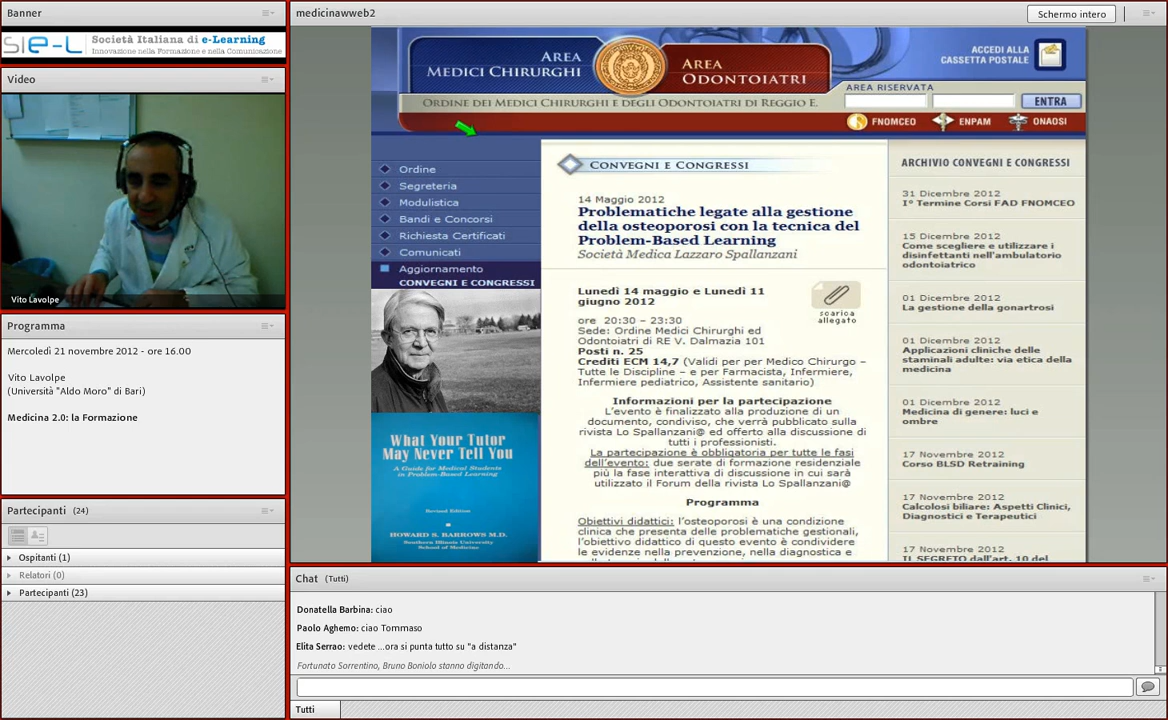 Banner
SIe-L Società Italiana di e-Learning
Innovazione nella Formazione e nella Comunicazione
Video
Vito Lavolpe
Programma
Mercoledì 21 novembre 2012 - ore 16.00
Vito Lavolpe
(Università "Aldo Moro" di Bari)
Medicina 2.0: la Formazione
Partecipanti (24)
Ospitanti (1)
Relatori (0)
Partecipanti (23)
medicinawweb2
Schermo intero
AREA
MEDICI CHIRURGHI
AREA
ODONTOIATRI
ORDINE DEI MEDICI CHIRURGHI E DEGLI ODONTOIATRI DI REGGIO E.
ACCEDI ALLA
CASSETTA POSTALE
AREA RISERVATA
ENTRA
FNOMCEO
ENPAM
ONAOSI
Ordine
Segreteria
Modulistica
Bandi e Concorsi
Richiesta Certificati
Comunicati
Aggiornamento
CONVEGNI E CONGRESSI
What Your Tutor
May Never Tell You
A Guide for Medical Students
in Problem-Based Learning
Revised Edition
HOWARD S. BARROWS M.D.
Southern Illinois University
School of Medicine
CONVEGNI E CONGRESSI
14 Maggio 2012
Problematiche legate alla gestione
della osteoporosi con la tecnica del
Problem-Based Learning
Società Medica Lazzaro Spallanzani
Lunedì 14 maggio e Lunedì 11
giugno 2012
scarica
allegato
ore 20:30 – 23:30
Sede: Ordine Medici Chirurghi ed
Odontoiatri di RE V. Dalmazia 101
Posti n. 25
Crediti ECM 14,7 (Validi per per Medico Chirurgo –
Tutte le Discipline – e per Farmacista, Infermiere,
Infermiere pediatrico, Assistente sanitario)
Informazioni per la partecipazione
L'evento è finalizzato alla produzione di un
documento, condiviso, che verrà pubblicato sulla
rivista Lo Spallanzani@ ed offerto alla discussione di
tutti i professionisti.
La partecipazione è obbligatoria per tutte le fasi
dell'evento: due serate di formazione residenziale
più la fase interattiva di discussione in cui sarà
utilizzato il Forum della rivista Lo Spallanzani@
Programma
Obiettivi didattici: l'osteoporosi è una condizione
clinica che presenta delle problematiche gestionali,
l'obiettivo didattico di questo evento è condividere
le evidenze nella prevenzione, nella diagnostica e
ARCHIVIO CONVEGNI E CONGRESSI
31 Dicembre 2012
I° Termine Corsi FAD FNOMCEO
15 Dicembre 2012
Come scegliere e utilizzare i
disinfettanti nell'ambulatorio
odontoiatrico
01 Dicembre 2012
La gestione della gonartrosi
01 Dicembre 2012
Applicazioni cliniche delle
staminali adulte: via etica della
medicina
01 Dicembre 2012
Medicina di genere: luci e
ombre
17 Novembre 2012
Corso BLSD Retraining
17 Novembre 2012
Calcolosi biliare: Aspetti Clinici,
Diagnostici e Terapeutici
17 Novembre 2012
IL SEGRETO dall'art. 10 del
Chat (Tutti)
Donatella Barbina: ciao
Paolo Aghemo: ciao Tommaso
Elita Serrao: vedete ...ora si punta tutto su "a distanza"
Fortunato Sorrentino, Bruno Boniolo stanno digitando...
Tutti